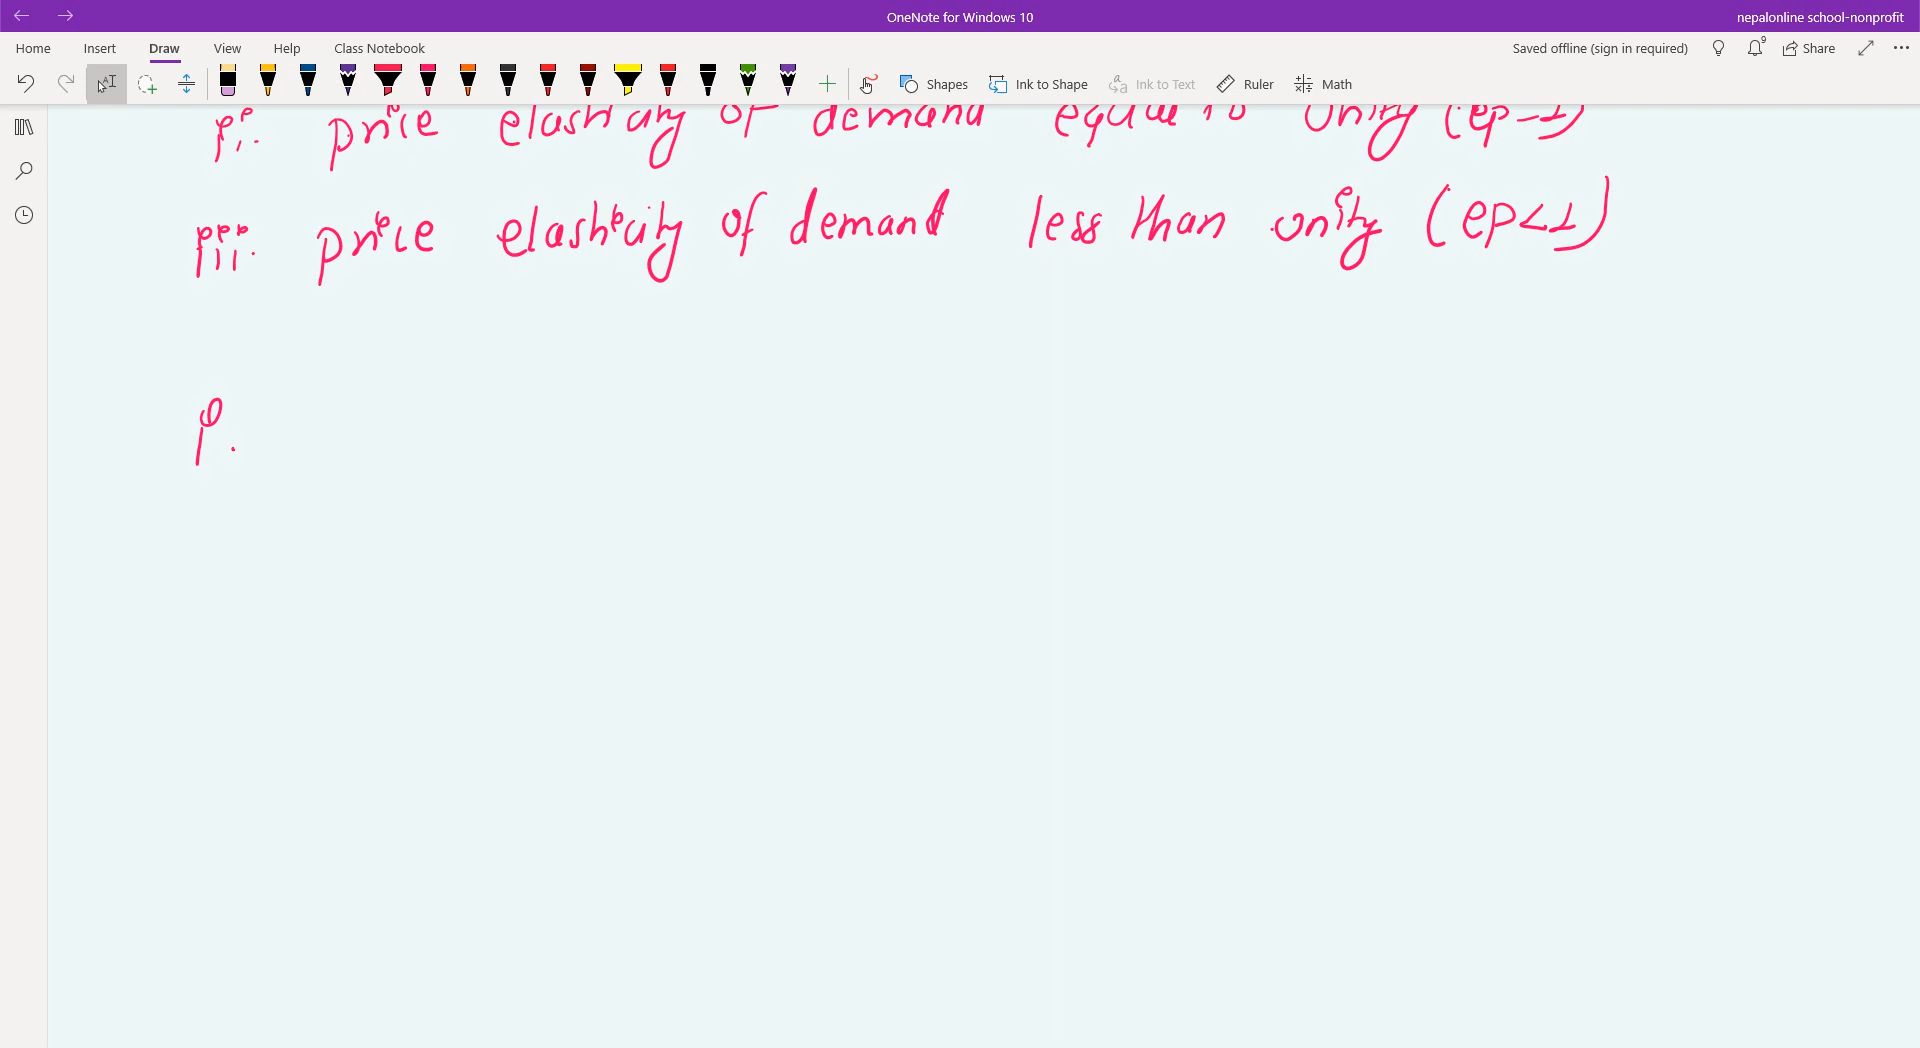 OneNote for Windows 10
nepalonline school-nonprofit
Home Insert Draw View Help Class Notebook
Saved offline (sign in required)
9
Share
Shapes Ink to Shape Ink to Text Ruler Math
ii. price elasticity of demand equal to unity (ep=1)
iii. price elasticity of demand less than unity (ep<1)
i.